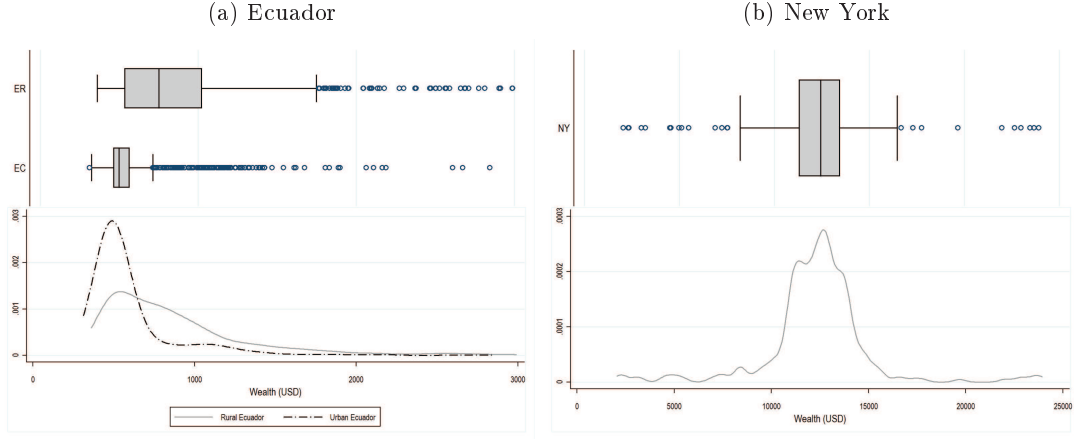 (a) Ecuador
(b) New York
ER
EC
.003
.002
.001
0
0 1000 2000 3000
Wealth (USD)
Rural Ecuador Urban Ecuador
NY
.0003
.0002
.0001
0
0 5000 10000 15000 20000 25000
Wealth (USD)